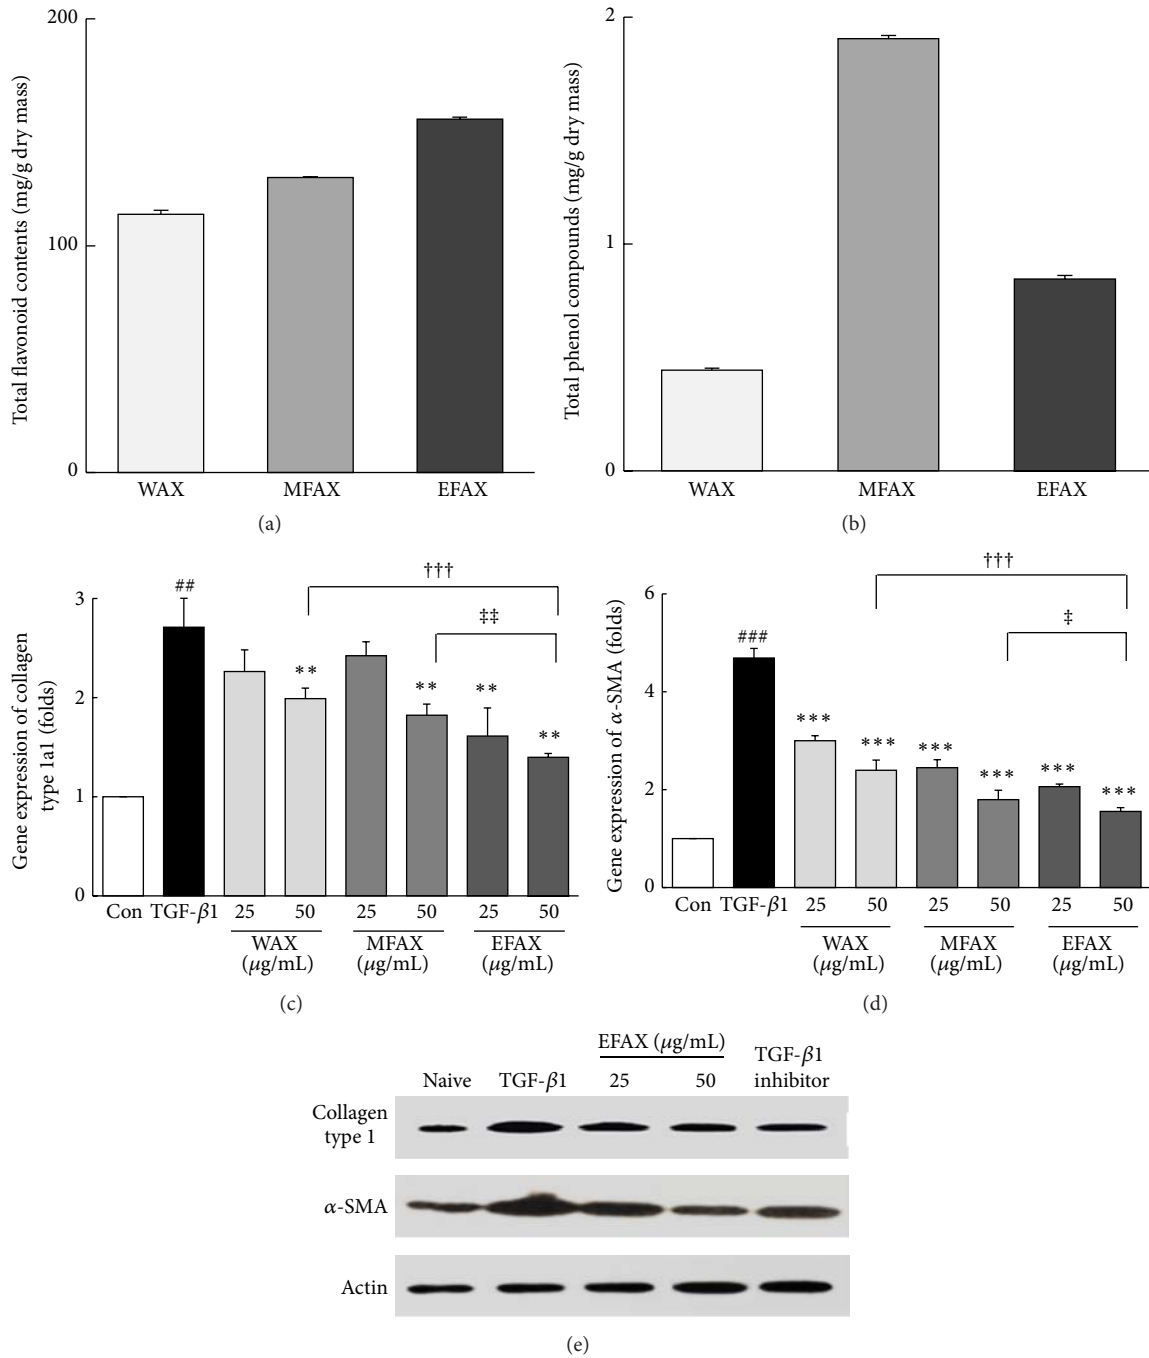 Total flavonoid contents (mg/g dry mass)
200
100
0
WAX MFAX EFAX
(a)
Total phenol compounds (mg/g dry mass)
2
1
0
WAX MFAX EFAX
(b)
Gene expression of collagen
type 1a1 (folds)
3
2
1
0
##
**
**
**
**
†††
‡‡
Con TGF-β1 25 50 25 50 25 50
WAX MFAX EFAX
(μg/mL) (μg/mL) (μg/mL)
(c)
Gene expression of α-SMA (folds)
6
4
2
0
###
***
***
***
***
***
***
†††
‡
Con TGF-β1 25 50 25 50 25 50
WAX MFAX EFAX
(μg/mL) (μg/mL) (μg/mL)
(d)
EFAX (μg/mL) TGF-β1
Naive TGF-β1 25 50 inhibitor
Collagen
type 1
α-SMA
Actin
(e)